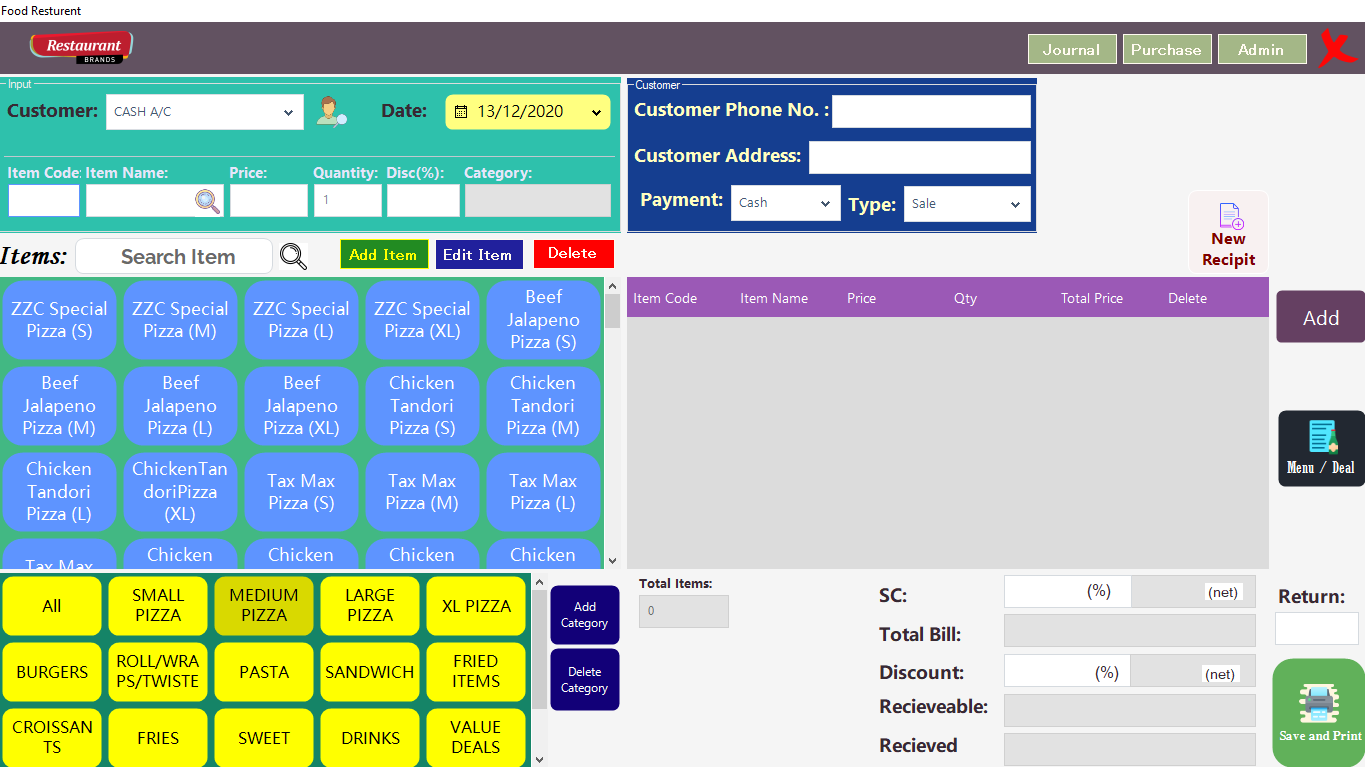 Food Resturent
Restaurant
BRANDS
Journal
Purchase
Admin
Input
Customer:
CASH A/C
Date:
13/12/2020
Item Code:
Item Name:
Price:
Quantity:
Disc(%):
Category:
1
Customer
Customer Phone No. :
Customer Address:
Payment:
Cash
Type:
Sale
New
Recipit
Items:
Search Item
Add Item
Edit Item
Delete
ZZC Special
Pizza (S)
ZZC Special
Pizza (M)
ZZC Special
Pizza (L)
ZZC Special
Pizza (XL)
Beef
Jalapeno
Pizza (S)
Beef
Jalapeno
Pizza (M)
Beef
Jalapeno
Pizza (L)
Beef
Jalapeno
Pizza (XL)
Chicken
Tandori
Pizza (S)
Chicken
Tandori
Pizza (M)
Chicken
Tandori
Pizza (L)
ChickenTan
doriPizza
(XL)
Tax Max
Pizza (S)
Tax Max
Pizza (M)
Tax Max
Pizza (L)
Tax Max
Chicken
Chicken
Chicken
Chicken
Item Code
Item Name
Price
Qty
Total Price
Delete
Add
Menu / Deal
All
SMALL
PIZZA
MEDIUM
PIZZA
LARGE
PIZZA
XL PIZZA
BURGERS
ROLL/WRA
PS/TWISTE
PASTA
SANDWICH
FRIED
ITEMS
CROISSAN
TS
FRIES
SWEET
DRINKS
VALUE
DEALS
Add
Category
Delete
Category
Total Items:
0
SC:
(%)
(net)
Total Bill:
Discount:
(%)
(net)
Recieveable:
Recieved
Return:
Save and Print